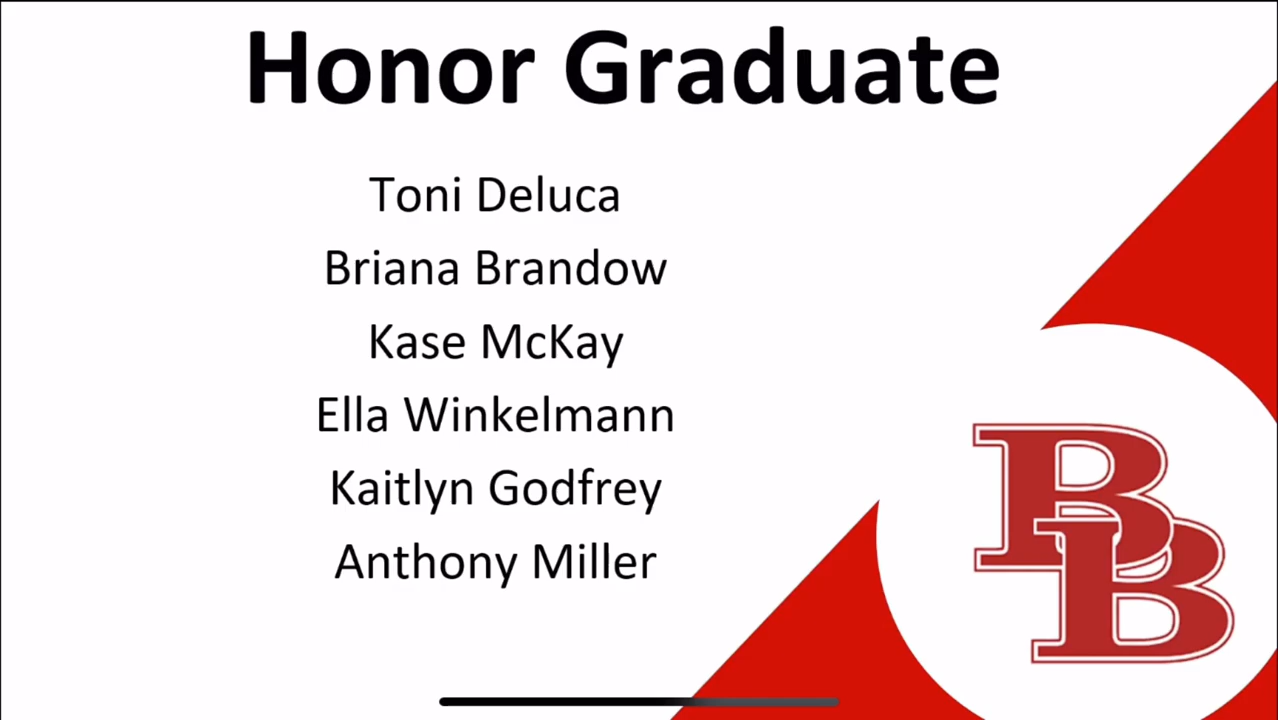 Honor Graduate
Toni Deluca
Briana Brandow
Kase McKay
Ella Winkelmann
Kaitlyn Godfrey
Anthony Miller
BB